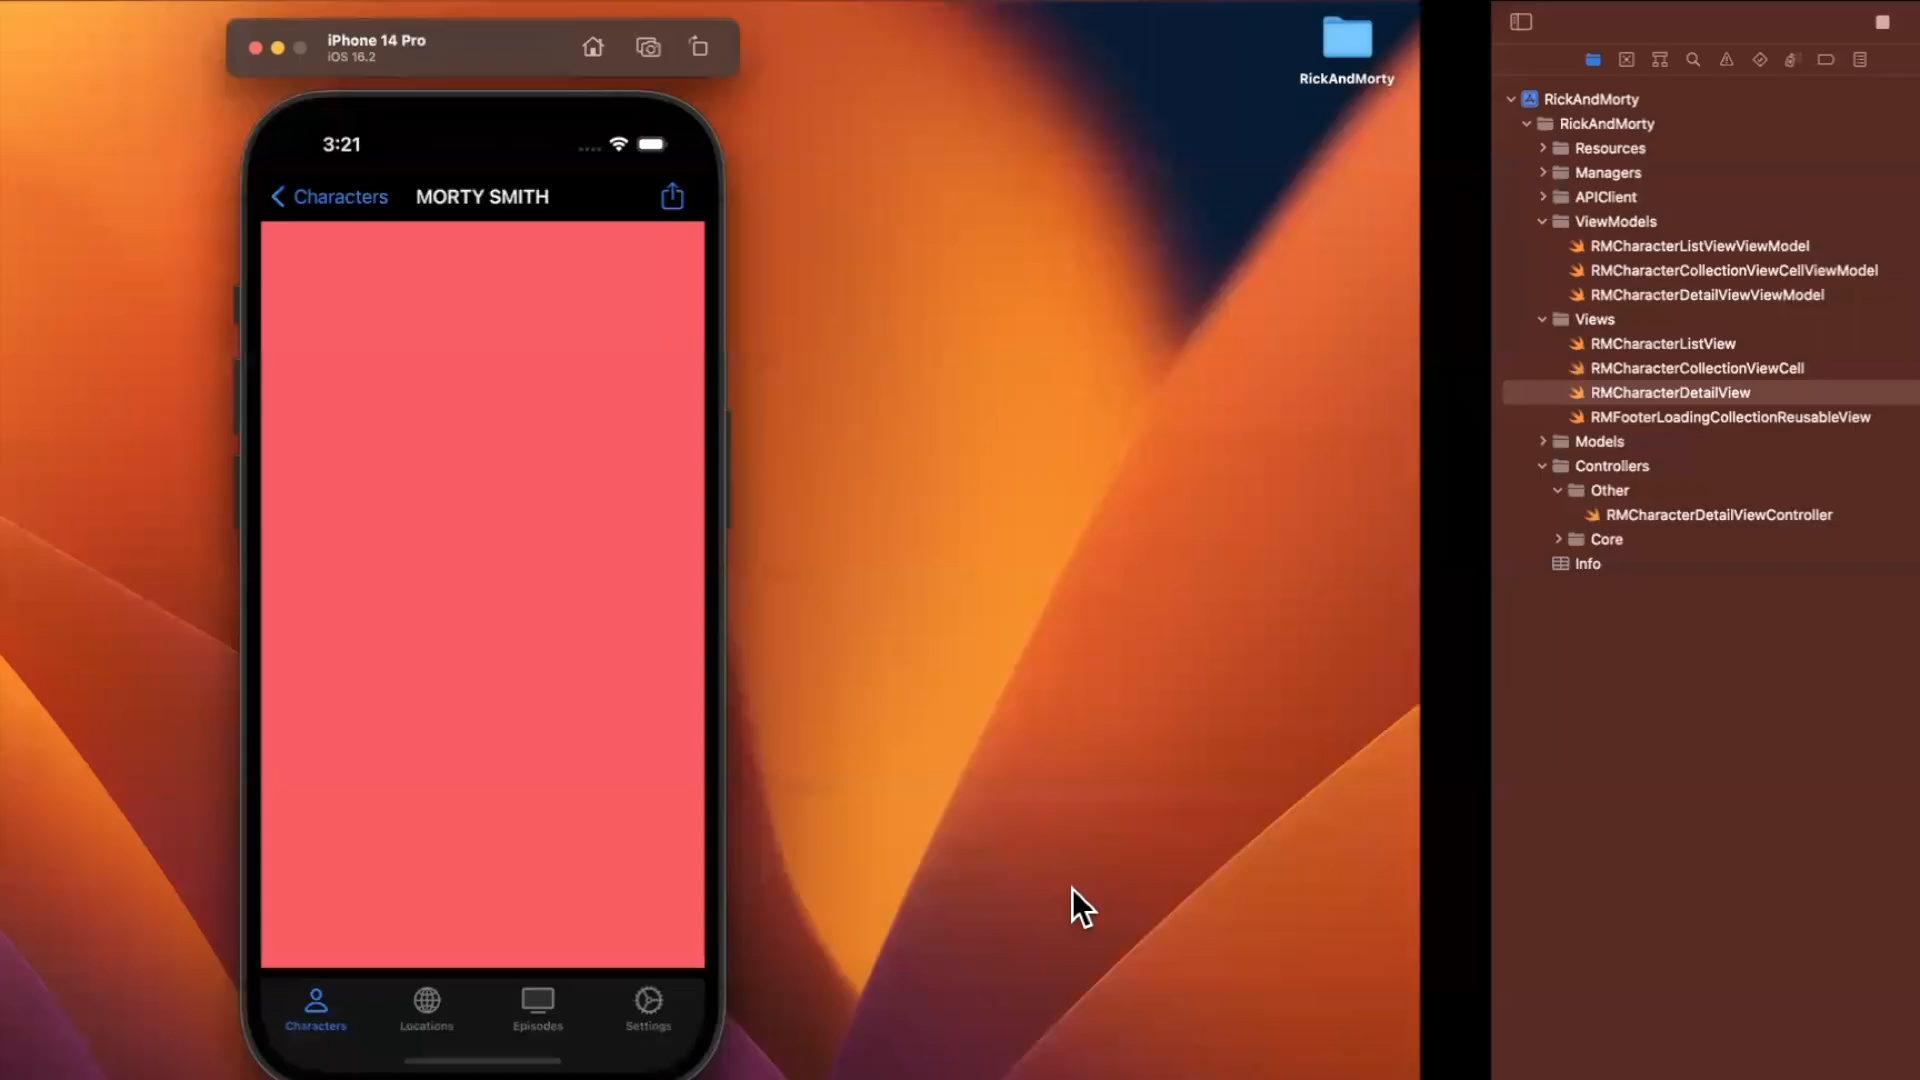 iPhone 14 Pro
iOS 16.2
RickAndMorty
3:21
Characters
MORTY SMITH
Characters
Locations
Episodes
Settings
RickAndMorty
RickAndMorty
Resources
Managers
APIClient
ViewModels
RMCharacterListViewViewModel
RMCharacterCollectionViewCellViewModel
RMCharacterDetailViewViewModel
Views
RMCharacterListView
RMCharacterCollectionViewCell
RMCharacterDetailView
RMFooterLoadingCollectionReusableView
Models
Controllers
Other
RMCharacterDetailViewController
Core
Info